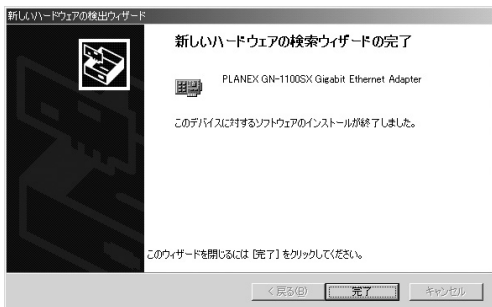 新しいハードウェアの検出ウィザード
新しいハードウェアの検索ウィザードの完了
PLANEX GN-1100SX Gigabit Ethernet Adapter
このデバイスに対するソフトウェアのインストールが終了しました。
このウィザードを閉じるには [完了] をクリックしてください。
< 戻る(B)
完了
キャンセル